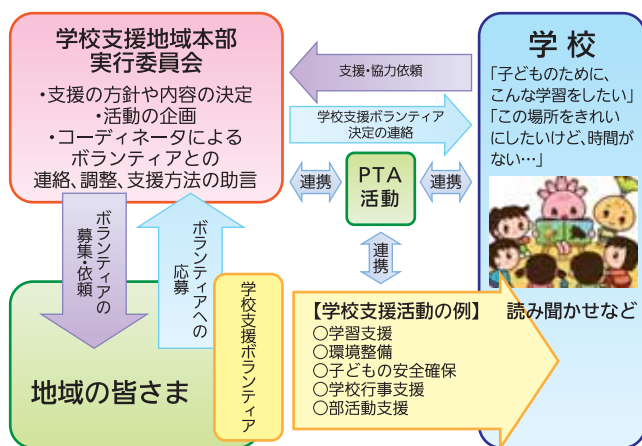 学校支援地域本部
実行委員会
・支援の方針や内容の決定
・活動の企画
・コーディネータによる
ボランティアとの
連絡、調整、支援方法の助言
支援・協力依頼
学校支援ボランティア
決定の連絡
連携
PTA
活動
連携
連携
学校
「子どものために、
こんな学習をしたい」
「この場所をきれい
にしたいけど、時間が
ない…」
読み聞かせなど
ボランティアの
募集・依頼
ボランティアへの
応募
地域の皆さま
学校支援ボランティア
【学校支援活動の例】
○学習支援
○環境整備
○子どもの安全確保
○学校行事支援
○部活動支援